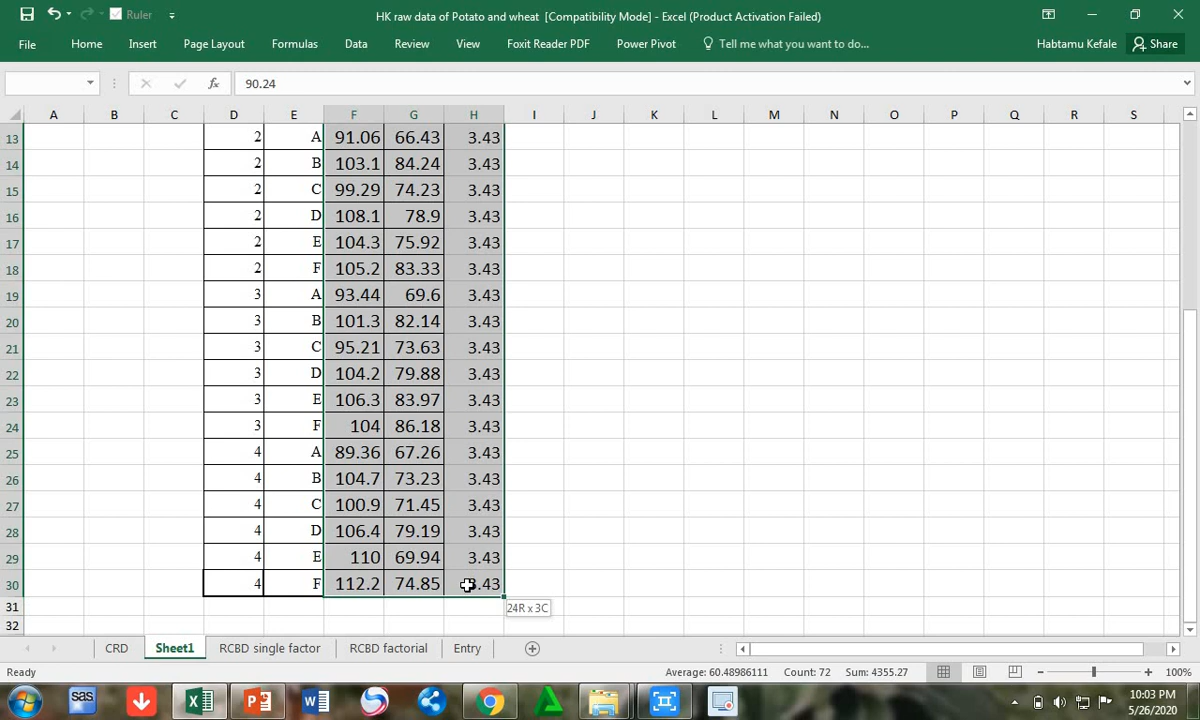 Ruler
HK raw data of Potato and wheat [Compatibility Mode] - Excel (Product Activation Failed)
File Home Insert Page Layout Formulas Data Review View Foxit Reader PDF Power Pivot Tell me what you want to do... Habtamu Kefale Share
fx 90.24
A B C D E F G H I J K L M N O P Q R S
13 2 A 91.06 66.43 3.43
14 2 B 103.1 84.24 3.43
15 2 C 99.29 74.23 3.43
16 2 D 108.1 78.9 3.43
17 2 E 104.3 75.92 3.43
18 2 F 105.2 83.33 3.43
19 3 A 93.44 69.6 3.43
20 3 B 101.3 82.14 3.43
21 3 C 95.21 73.63 3.43
22 3 D 104.2 79.88 3.43
23 3 E 106.3 83.97 3.43
24 3 F 104 86.18 3.43
25 4 A 89.36 67.26 3.43
26 4 B 104.7 73.23 3.43
27 4 C 100.9 71.45 3.43
28 4 D 106.4 79.19 3.43
29 4 E 110 69.94 3.43
30 4 F 112.2 74.85 3.43
31 24R x 3C
32
CRD Sheet1 RCBD single factor RCBD factorial Entry
Ready Average: 60.48986111 Count: 72 Sum: 4355.27 100%
sas 10:03 PM
5/26/2020